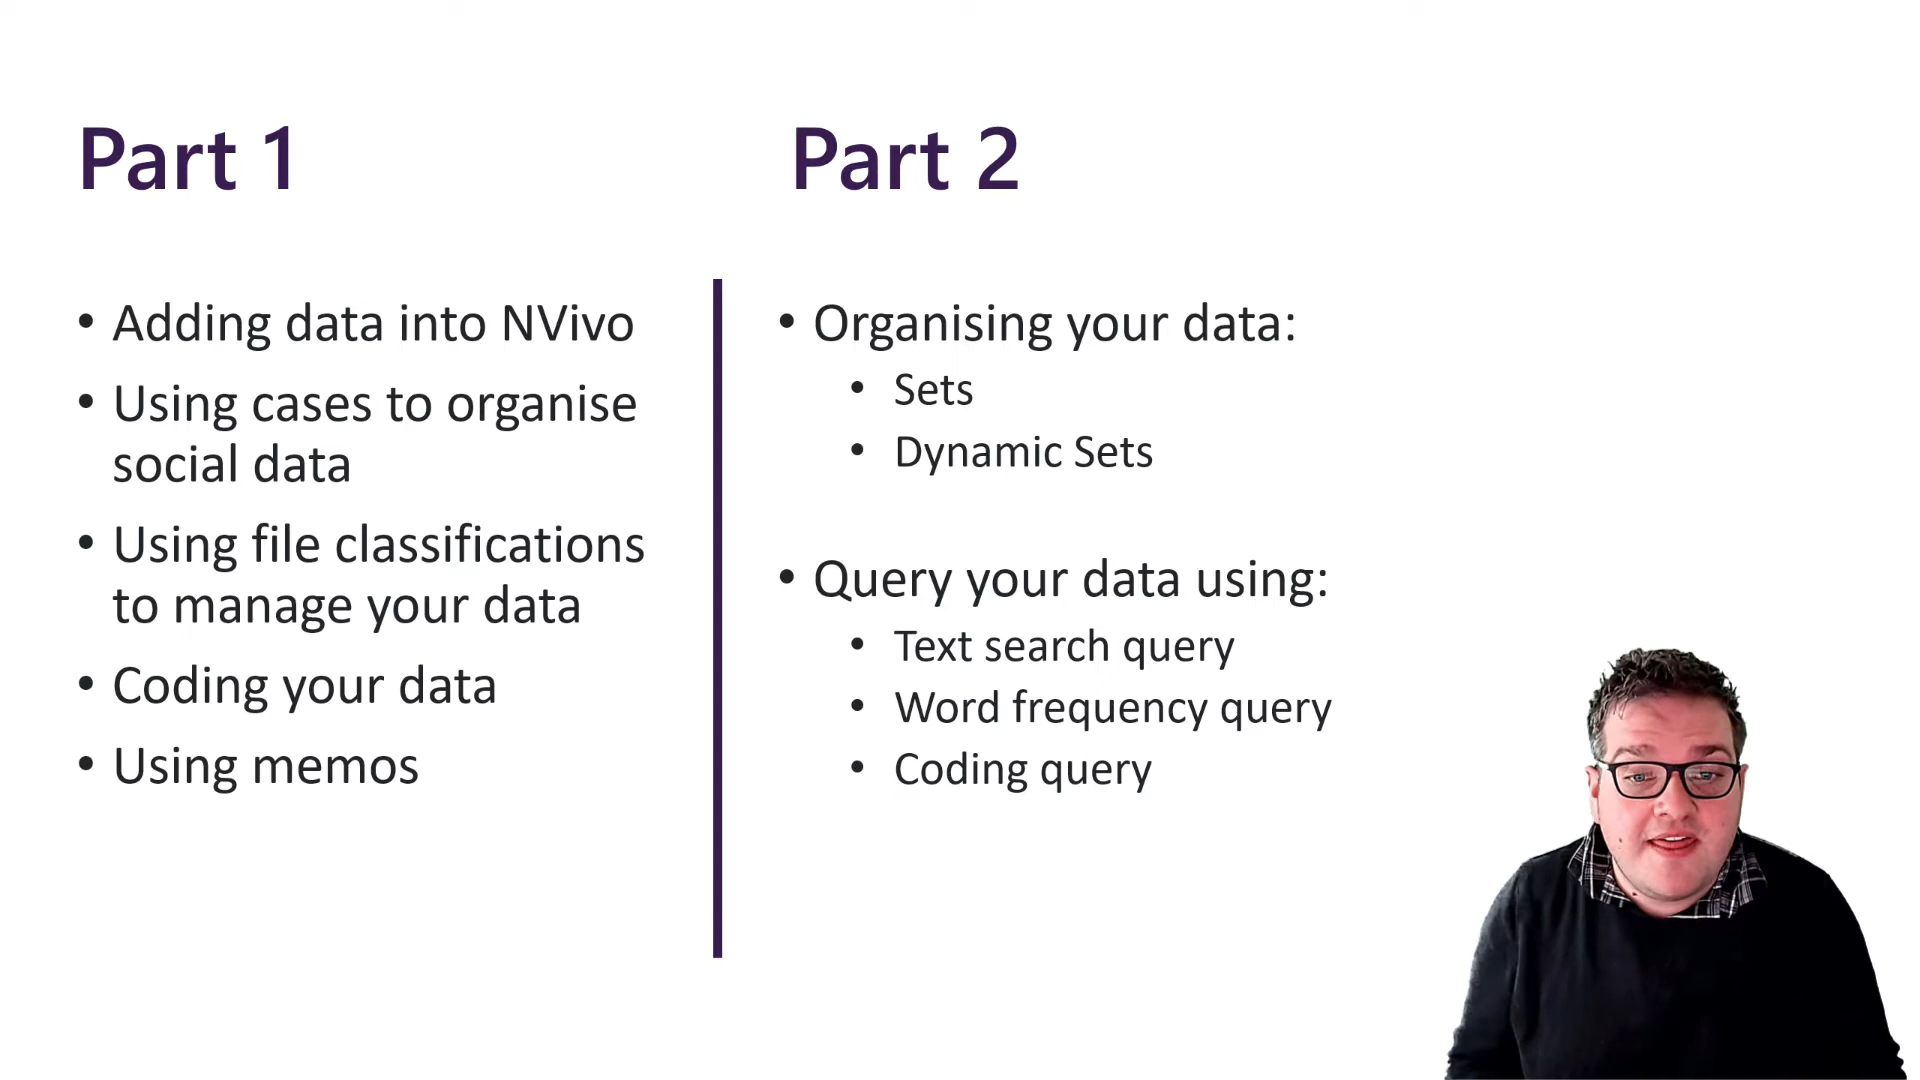 Part 1
• Adding data into NVivo
• Using cases to organise
social data
• Using file classifications
to manage your data
• Coding your data
• Using memos
Part 2
• Organising your data:
• Sets
• Dynamic Sets
• Query your data using:
• Text search query
• Word frequency query
• Coding query